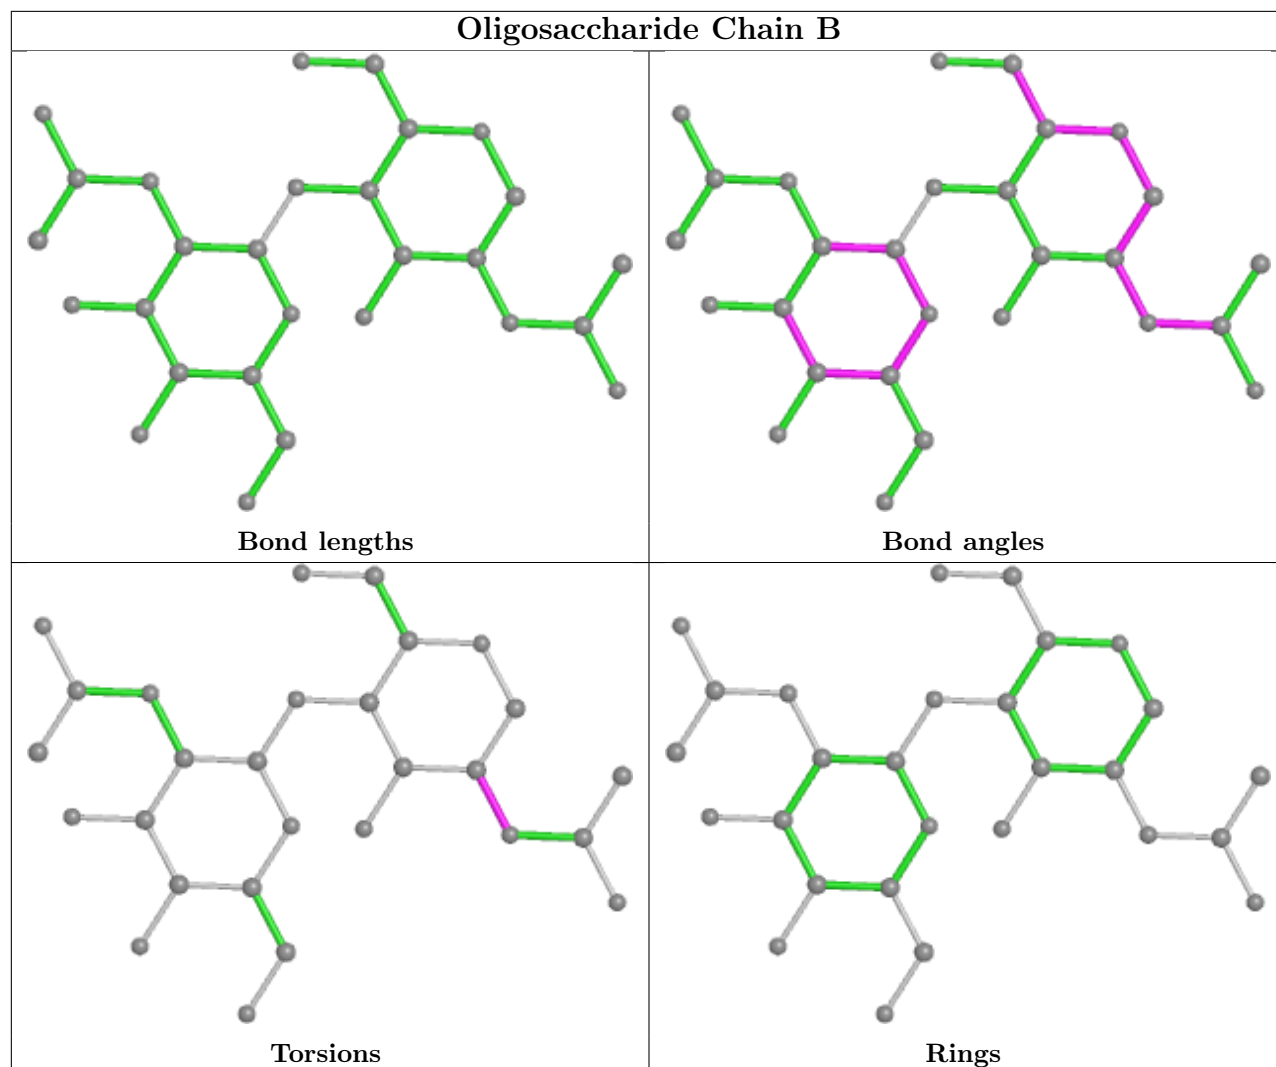 Oligosaccharide Chain B
Bond lengths
Bond angles
Torsions
Rings